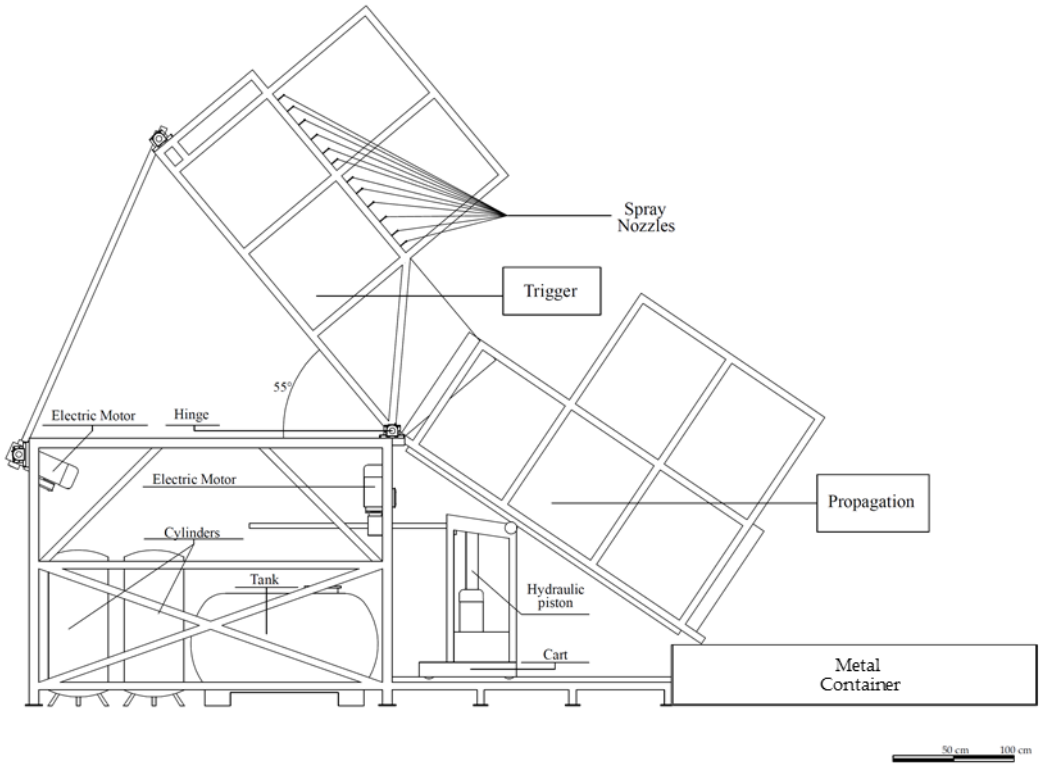 Spray
Nozzles
Trigger
55°
Electric Motor
Hinge
Electric Motor
Propagation
Cylinders
Tank
Hydraulic
piston
Cart
Metal
Container
50 cm
100 cm